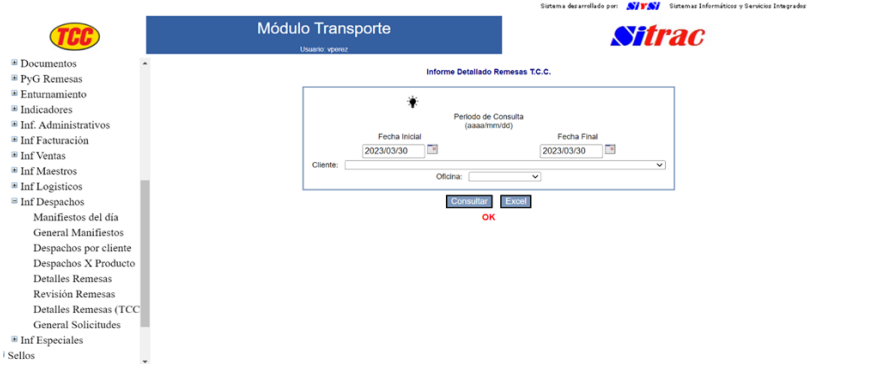 Sistema desarrollado por: SIVSI Sistemas Informáticos y Servicios Integrados
TCC
Módulo Transporte
Usuario: vperez
Sitrac
Documentos
PyG Remesas
Enturnamiento
Indicadores
Inf. Administrativos
Inf Facturación
Inf Ventas
Inf Maestros
Inf Logisticos
Inf Despachos
Manifiestos del día
General Manifiestos
Despachos por cliente
Despachos X Producto
Detalles Remesas
Revisión Remesas
Detalles Remesas (TCC
General Solicitudes
Inf Especiales
Sellos
Informe Detallado Remesas T.C.C.
Periodo de Consulta
(aaaa/mm/dd)
Fecha Inicial Fecha Final
2023/03/30 2023/03/30
Cliente:
Oficina:
Consultar Excel
OK